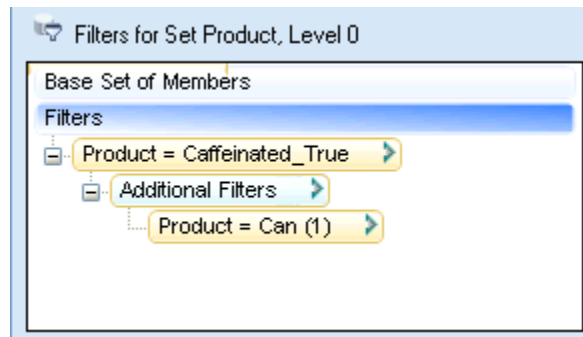 Filters for Set Product, Level 0
Base Set of Members
Filters
Product = Caffeinated_True
Additional Filters
Product = Can (1)